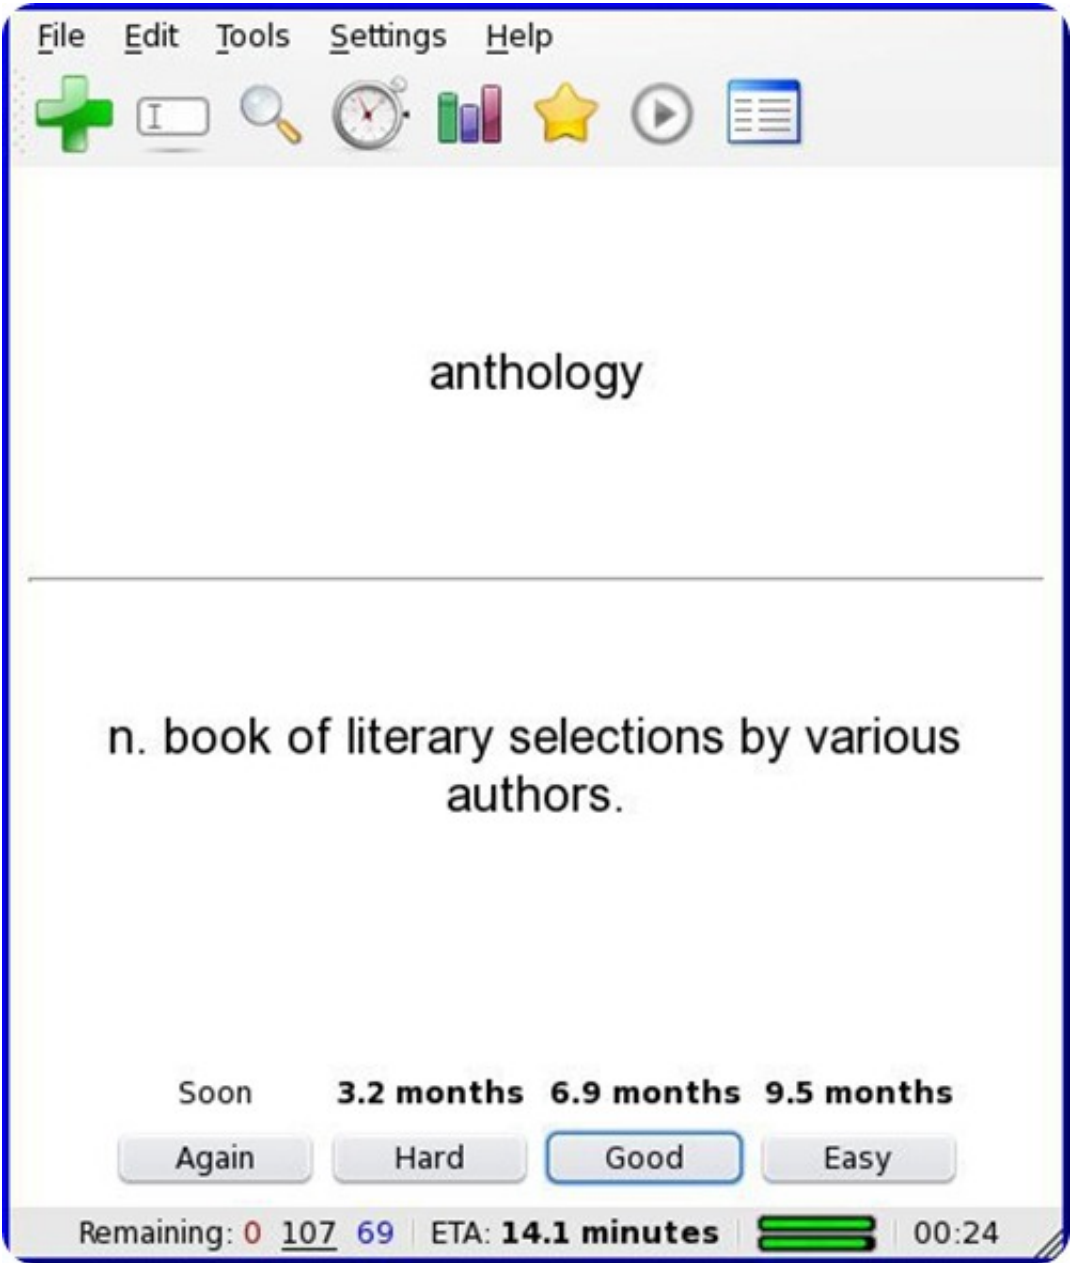 File Edit Tools Settings Help
anthology
n. book of literary selections by various
authors.
Soon 3.2 months 6.9 months 9.5 months
Again Hard Good Easy
Remaining: 0 107 69 ETA: 14.1 minutes 00:24